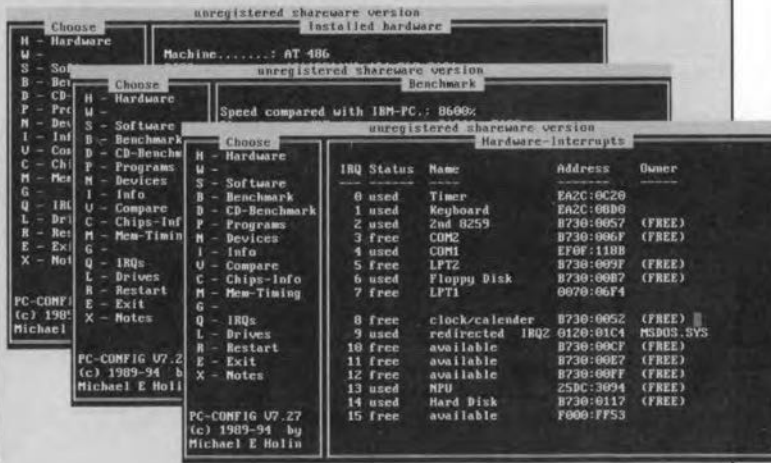 unregistered shareware version
Choose
Installed hardware
H - Hardware
W -
Machine.......: AT 486
S -
B -
D - CD-
P -
N -
I -
U -
C -
M -
G -
Q -
L -
R -
E -
X -
PC-CONF
(c) 198
Michael
unregistered shareware version
Choose
Benchmark
H - Hardware
W -
Speed compared with IBM-PC.: 8600%
S - Software
B - Benchmark
D - CD-Benchm
P - Programs
N - Devices
I - Info
U - Compare
C - Chips-Inf
M - Mem-Timin
G -
Q - IRQs
L - Drives
R - Restart
E - Exit
X - Notes
PC-CONFIG V7.2
(c) 1989-94 b
Michael E Holi
unregistered shareware version
Choose
Hardware-Interrupts
H - Hardware
W -
S - Software
B - Benchmark
D - CD-Benchmark
P - Programs
N - Devices
I - Info
U - Compare
C - Chips-Info
M - Mem-Timing
G -
Q - IRQs
L - Drives
R - Restart
E - Exit
X - Notes
PC-CONFIG V7.27
(c) 1989-94 by
Michael E Holin
IRQ Status Name Address Owner
0 used Timer EA2C:0C20
1 used Keyboard EA2C:08D0
2 used 2nd 8259 B730:0057 (FREE)
3 free COM2 B730:006F (FREE)
4 used COM1 EF0F:118B
5 free LPT2 B730:009F (FREE)
6 used Floppy Disk B730:00B7 (FREE)
7 free LPT1 0070:06F4
8 free clock/calender B730:0052 (FREE)
9 used redirected IRQ2 0120:01C4 MSDOS.SYS
10 free available B730:00CF (FREE)
11 free available B730:00E7 (FREE)
12 free available B730:00FF (FREE)
13 used NPU 25DC:3094 (FREE)
14 used Hard Disk B730:0117 (FREE)
15 free available F000:FF53